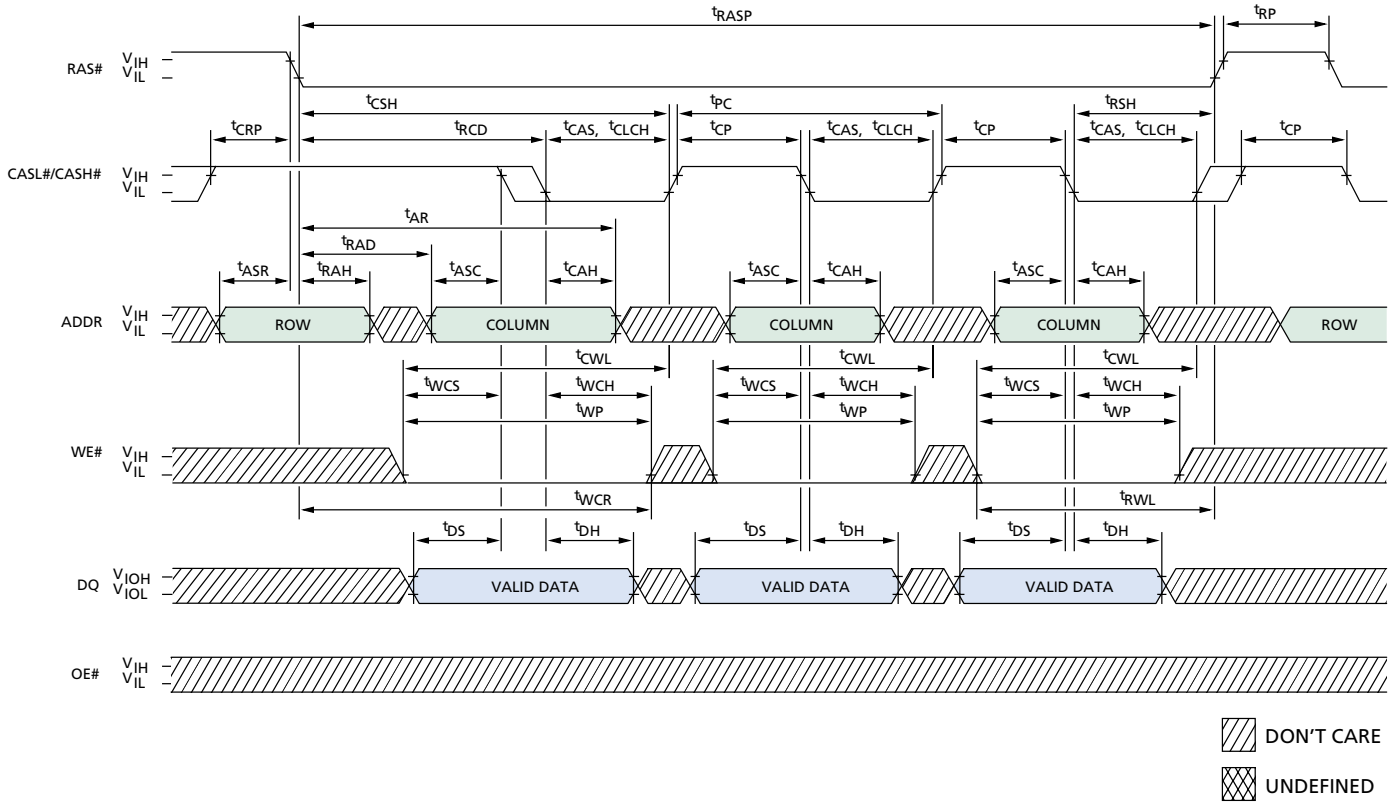 tRASP tRP
RAS# VIH
VIL
tCSH tPC tRSH
tCRP tRCD tCAS, tCLCH tCP tCAS, tCLCH tCP tCAS, tCLCH tCP
CASL#/CASH# VIH
VIL
tAR
tRAD
tASR tRAH tASC tCAH tASC tCAH tASC tCAH
ADDR VIH
VIL
ROW COLUMN COLUMN COLUMN ROW
tCWL tCWL tCWL
tWCS tWCH tWCS tWCH tWCS tWCH
tWP tWP tWP
WE# VIH
VIL
tWCR tRWL
tDS tDH tDS tDH tDS tDH
DQ VIOH
VIOL
VALID DATA VALID DATA VALID DATA
OE# VIH
VIL
DON'T CARE
UNDEFINED